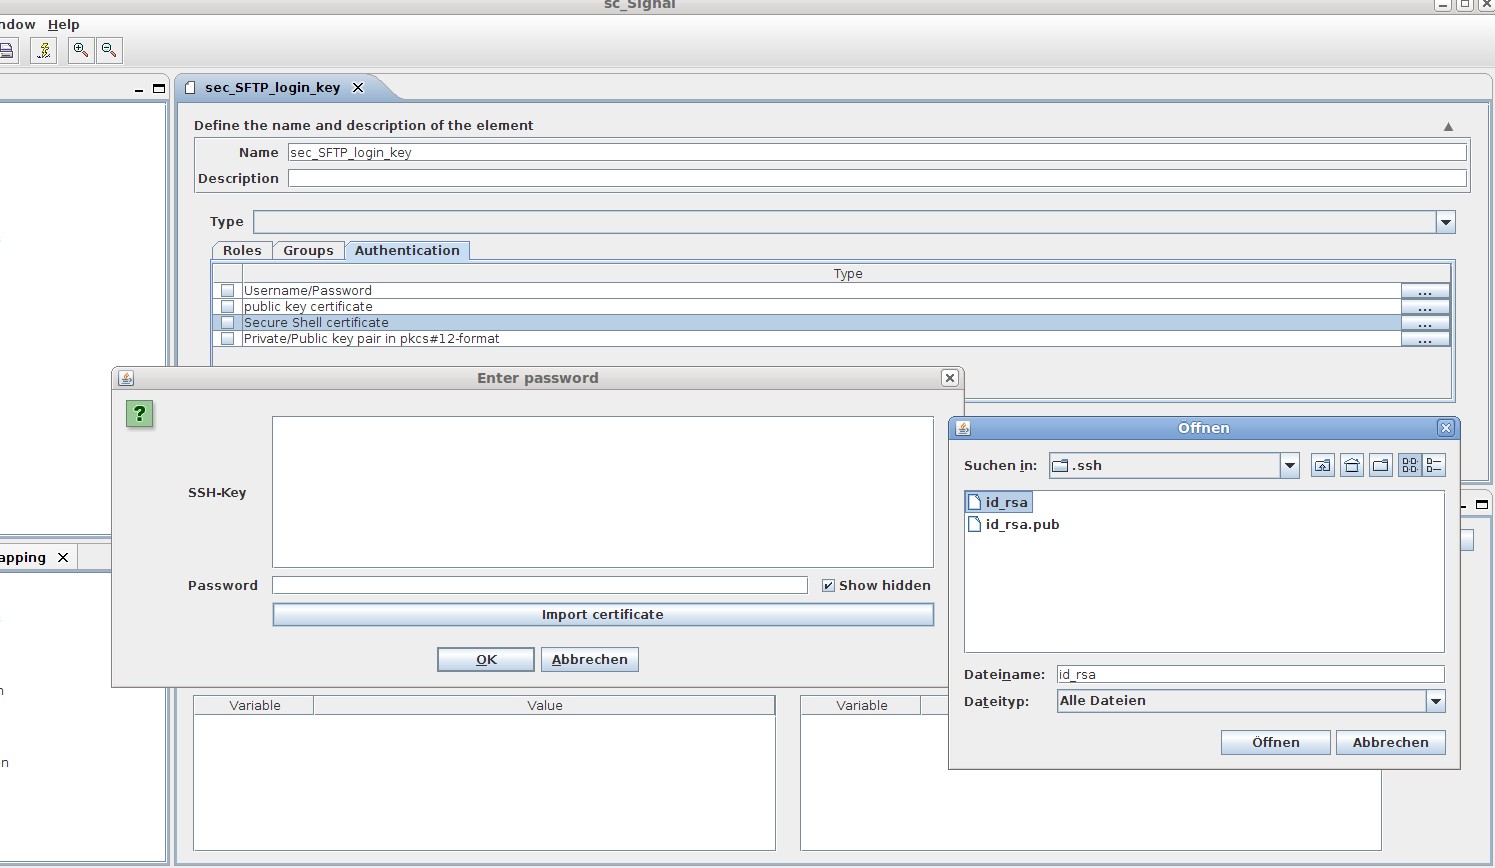 sc_Signal
ndow Help
sec_SFTP_login_key
Define the name and description of the element
Name sec_SFTP_login_key
Description
Type
Roles Groups Authentication
Type
Username/Password ...
public key certificate ...
Secure Shell certificate ...
Private/Public key pair in pkcs#12-format ...
Enter password
?
SSH-Key
Password Show hidden
Import certificate
OK Abbrechen
Öffnen
Suchen in: .ssh
id_rsa
id_rsa.pub
Dateiname: id_rsa
Dateityp: Alle Dateien
Öffnen Abbrechen
apping
n
n
Variable Value
Variable